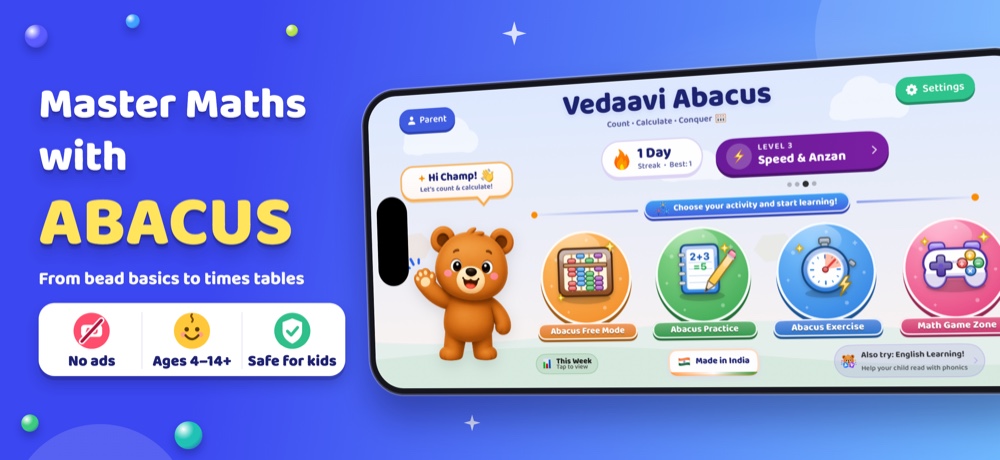 Master Maths
with
ABACUS
From bead basics to times tables
No ads
Ages 4–14+
Safe for kids
Parent
Vedaavi Abacus
Count • Calculate • Conquer
Settings
1 Day
Streak • Best: 1
LEVEL 3
Speed & Anzan
Hi Champ!
Let's count & calculate!
Choose your activity and start learning!
2+3
=5
Abacus Free Mode
Abacus Practice
Abacus Exercise
Math Game Zone
This Week
Tap to view
Made in India
Also try: English Learning!
Help your child read with phonics